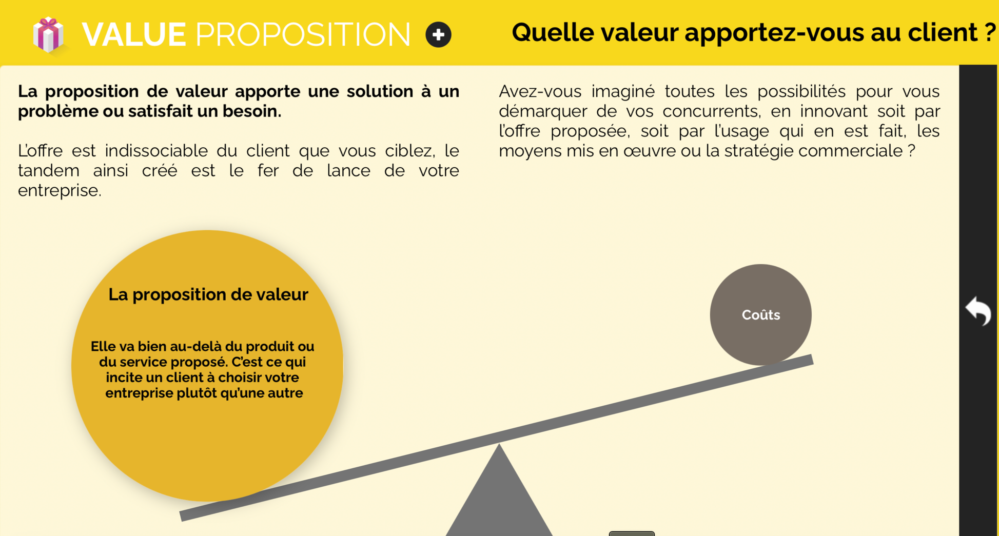 VALUE PROPOSITION
Quelle valeur apportez-vous au client ?
La proposition de valeur apporte une solution à un
problème ou satisfait un besoin.
L'offre est indissociable du client que vous ciblez, le
tandem ainsi créé est le fer de lance de votre
entreprise.
Avez-vous imaginé toutes les possibilités pour vous
démarquer de vos concurrents, en innovant soit par
l'offre proposée, soit par l'usage qui en est fait, les
moyens mis en œuvre ou la stratégie commerciale ?
La proposition de valeur
Elle va bien au-delà du produit ou
du service proposé. C'est ce qui
incite un client à choisir votre
entreprise plutôt qu'une autre
Coûts